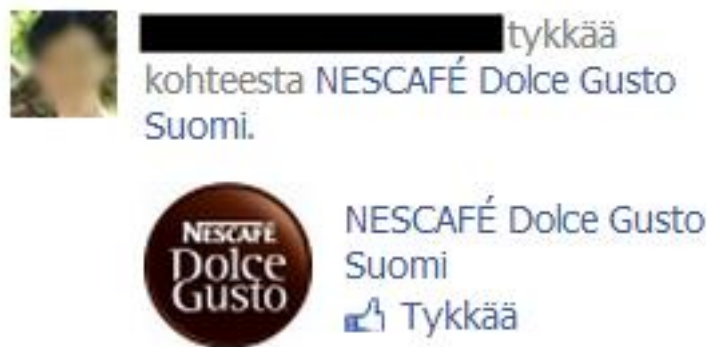 tykkää
kohteesta NESCAFÉ Dolce Gusto
Suomi.
NESCAFÉ
Dolce
Gusto
NESCAFÉ Dolce Gusto
Suomi
Tykkää